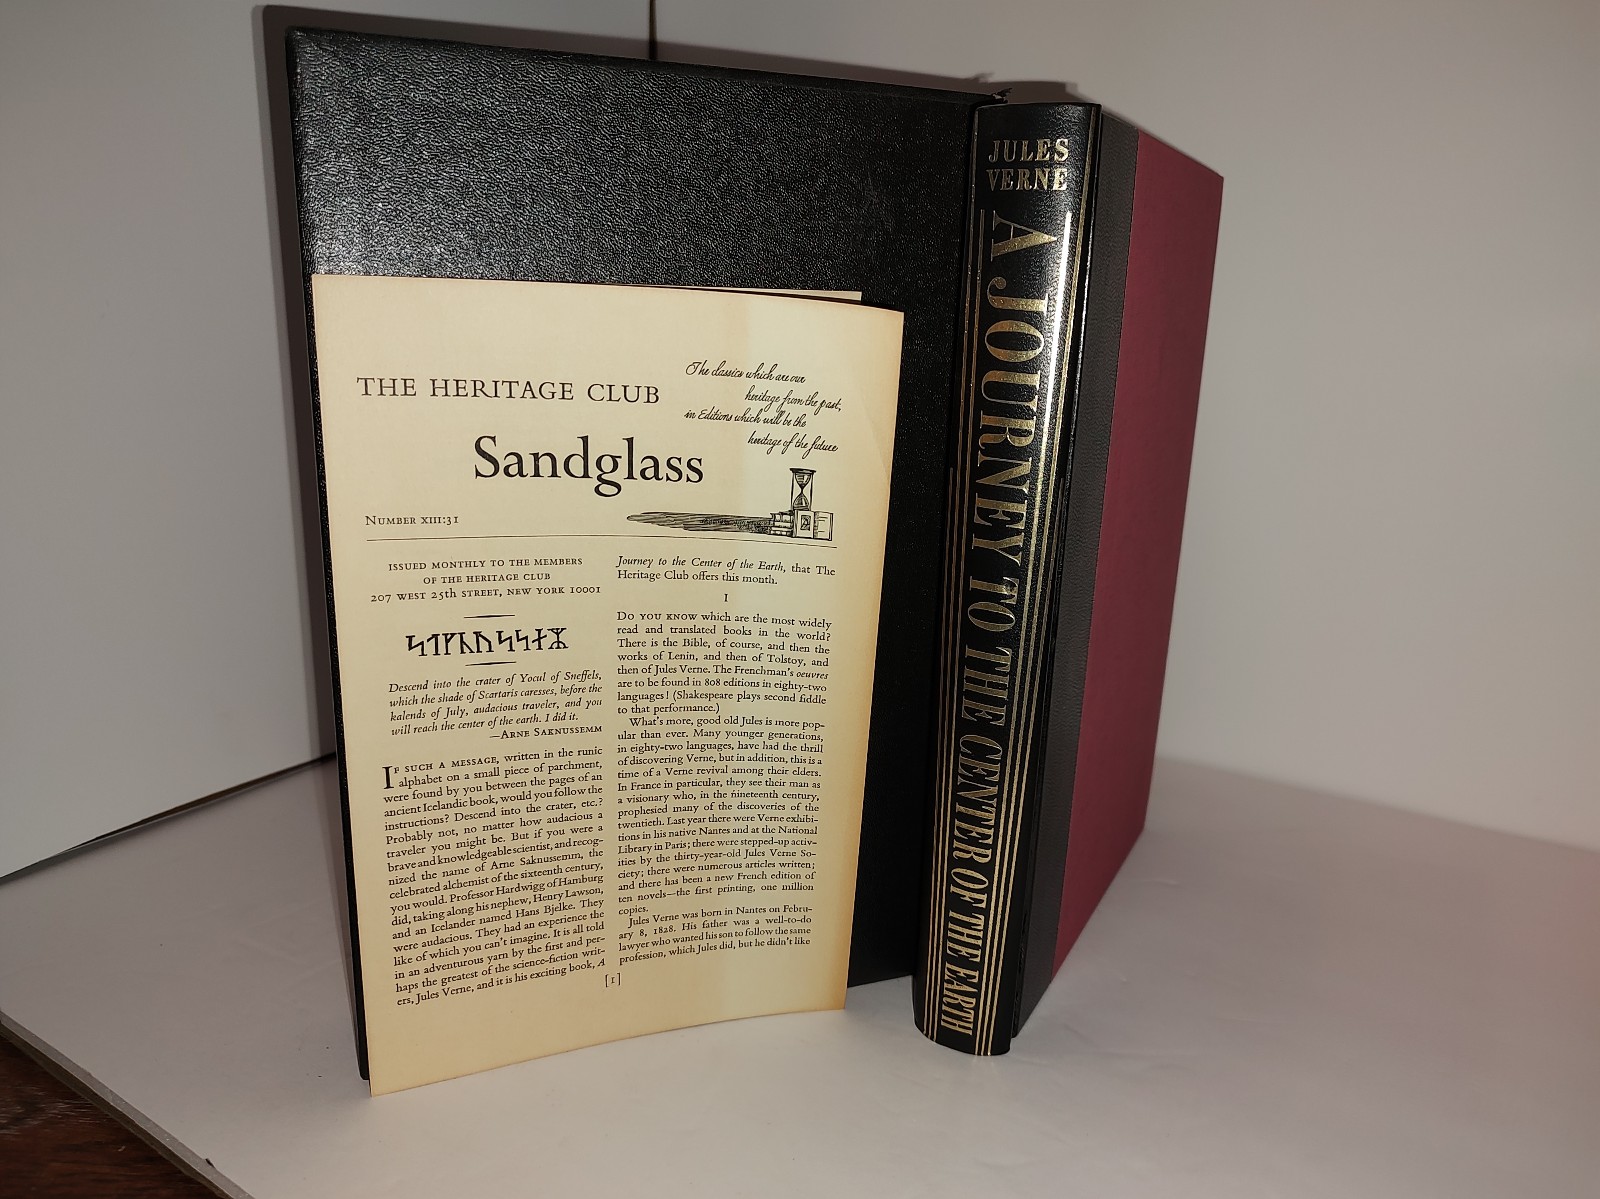 THE HERITAGE CLUB
The classics which are our
heritage from the past,
in Editions which will be the
heritage of the future
Sandglass
NUMBER XIII:31
ISSUED MONTHLY TO THE MEMBERS
OF THE HERITAGE CLUB
207 WEST 25th STREET, NEW YORK 10001
Descend into the crater of Yocul of Sneffels,
which the shade of Scartaris caresses, before the
kalends of July, audacious traveler, and you
will reach the center of the earth. I did it.
—ARNE SAKNUSSEMM
IF SUCH A MESSAGE, written in the runic
alphabet on a small piece of parchment,
were found by you between the pages of an
ancient Icelandic book, would you follow the
instructions? Descend into the crater, etc.?
Probably not, no matter how audacious a
traveler you might be. But if you were a
brave and knowledgeable scientist, and recog-
nized the name of Arne Saknussemm, the
celebrated alchemist of the sixteenth century,
you would. Professor Hardwigg of Hamburg
did, taking along his nephew, Henry Lawson,
and an Icelander named Hans Bjelke. They
were audacious. They had an experience the
like of which you can't imagine. It is all told
in an adventurous yarn by the first and per-
haps the greatest of the science-fiction writ-
ers, Jules Verne, and it is his exciting book, A
Journey to the Center of the Earth, that The
Heritage Club offers this month.
I
DO YOU KNOW which are the most widely
read and translated books in the world?
There is the Bible, of course, and then the
works of Lenin, and then of Tolstoy, and
then of Jules Verne. The Frenchman's oeuvres
are to be found in 808 editions in eighty-two
languages! (Shakespeare plays second fiddle
to that performance.)
What's more, good old Jules is more pop-
ular than ever. Many younger generations,
in eighty-two languages, have had the thrill
of discovering Verne, but in addition, this is a
time of a Verne revival among their elders.
In France in particular, they see their man as
a visionary who, in the nineteenth century,
prophesied many of the discoveries of the
twentieth. Last year there were Verne exhibi-
tions in his native Nantes and at the National
Library in Paris; there were stepped-up activ-
ities by the thirty-year-old Jules Verne So-
ciety; there were numerous articles written;
and there has been a new French edition of
ten novels—the first printing, one million
copies.
Jules Verne was born in Nantes on Febru-
ary 8, 1828. His father was a well-to-do
lawyer who wanted his son to follow the same
profession, which Jules did, but he didn't like
[1]
JULES
VERNE
A JOURNEY TO THE CENTER OF THE EARTH